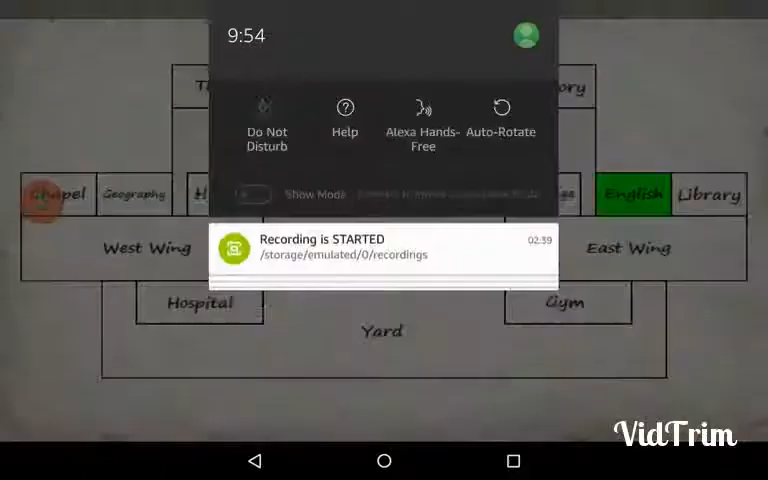 9:54
Do Not Disturb
Help
Alexa Hands-Free
Auto-Rotate
Show Mode
Chapel
Geography
English
Library
Recording is STARTED
02:39
/storage/emulated/0/recordings
West Wing
East Wing
Hospital
Gym
Yard
VidTrim